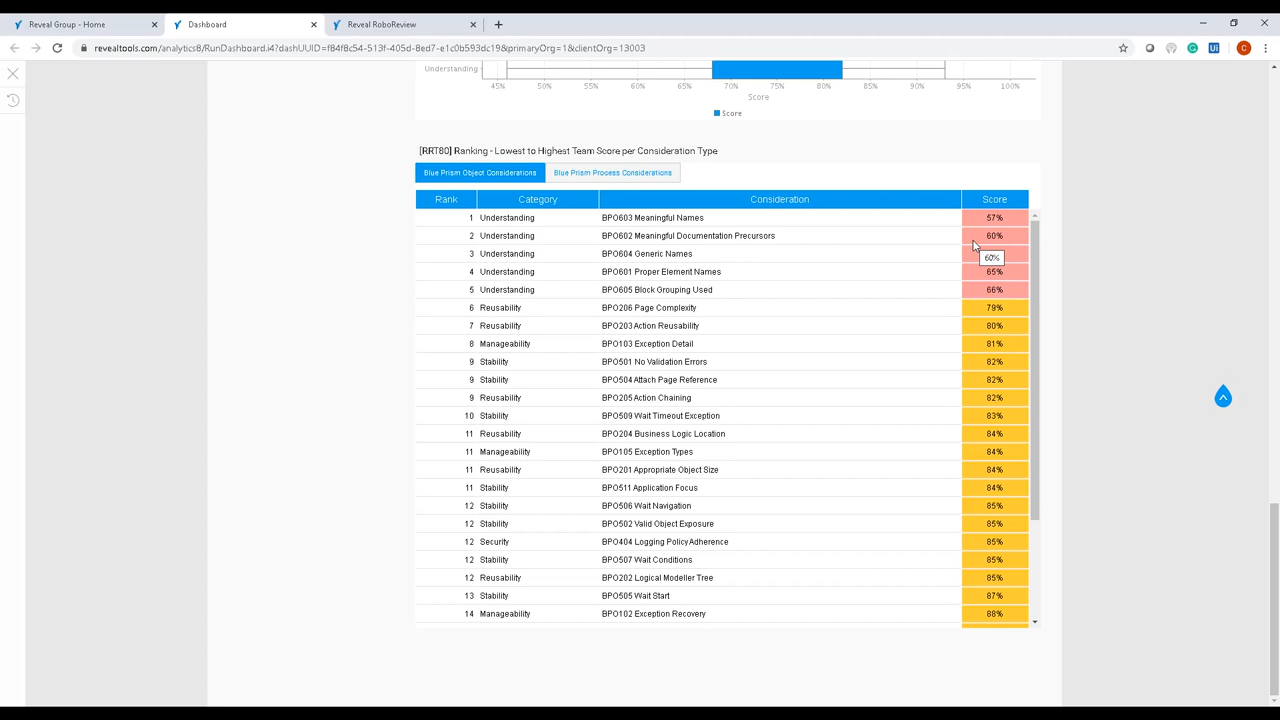 Reveal Group - Home
Dashboard
Reveal RoboReview
revealtools.com/analytics8/RunDashboard.i4?dashUUID=f84f8c54-513f-405d-8ed7-e1c0b593dc19&primaryOrg=1&clientOrg=13003
C
Understanding
45% 50% 55% 60% 65% 70% 75% 80% 85% 90% 95% 100%
Score
Score
[RRT80] Ranking - Lowest to Highest Team Score per Consideration Type
Blue Prism Object Considerations Blue Prism Process Considerations
Rank Category Consideration Score
1 Understanding BPO603 Meaningful Names 57%
2 Understanding BPO602 Meaningful Documentation Precursors 60%
3 Understanding BPO604 Generic Names
60%
4 Understanding BPO601 Proper Element Names 65%
5 Understanding BPO605 Block Grouping Used 66%
6 Reusability BPO206 Page Complexity 79%
7 Reusability BPO203 Action Reusability 80%
8 Manageability BPO103 Exception Detail 81%
9 Stability BPO501 No Validation Errors 82%
9 Stability BPO504 Attach Page Reference 82%
9 Reusability BPO205 Action Chaining 82%
10 Stability BPO509 Wait Timeout Exception 83%
11 Reusability BPO204 Business Logic Location 84%
11 Manageability BPO105 Exception Types 84%
11 Reusability BPO201 Appropriate Object Size 84%
11 Stability BPO511 Application Focus 84%
12 Stability BPO506 Wait Navigation 85%
12 Stability BPO502 Valid Object Exposure 85%
12 Security BPO404 Logging Policy Adherence 85%
12 Stability BPO507 Wait Conditions 85%
12 Reusability BPO202 Logical Modeller Tree 85%
13 Stability BPO505 Wait Start 87%
14 Manageability BPO102 Exception Recovery 88%